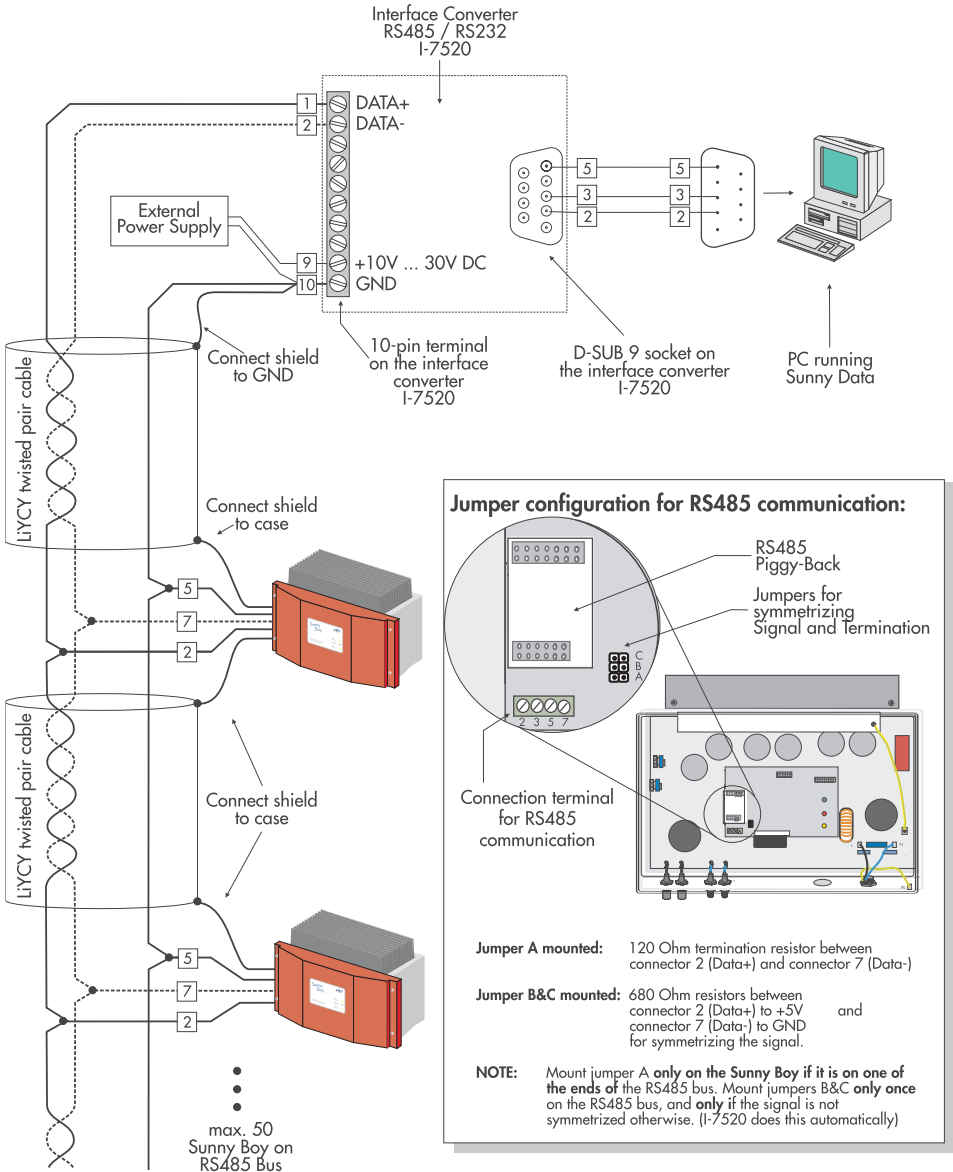 Interface Converter
RS485 / RS232
I-7520
1
DATA+
2
DATA-
5
5
3
3
2
2
External
Power Supply
9
+10V ... 30V DC
10
GND
Connect shield
to GND
10-pin terminal
on the interface
converter
I-7520
D-SUB 9 socket on
the interface converter
I-7520
PC running
Sunny Data
LiYCY twisted pair cable
Connect shield
to case
5
7
2
Sunny
Boy
LiYCY twisted pair cable
Connect shield
to case
5
7
2
Sunny
Boy
max. 50
Sunny Boy on
RS485 Bus
Jumper configuration for RS485 communication:
RS485
Piggy-Back
Jumpers for
symmetrizing
Signal and Termination
C
B
A
2 3 5 7
Connection terminal
for RS485
communication
Jumper A mounted: 120 Ohm termination resistor between
connector 2 (Data+) and connector 7 (Data-)
Jumper B&C mounted: 680 Ohm resistors between
connector 2 (Data+) to +5V and
connector 7 (Data-) to GND
for symmetrizing the signal.
NOTE: Mount jumper A only on the Sunny Boy if it is on one of
the ends of the RS485 bus. Mount jumpers B&C only once
on the RS485 bus, and only if the signal is not
symmetrized otherwise. (I-7520 does this automatically)